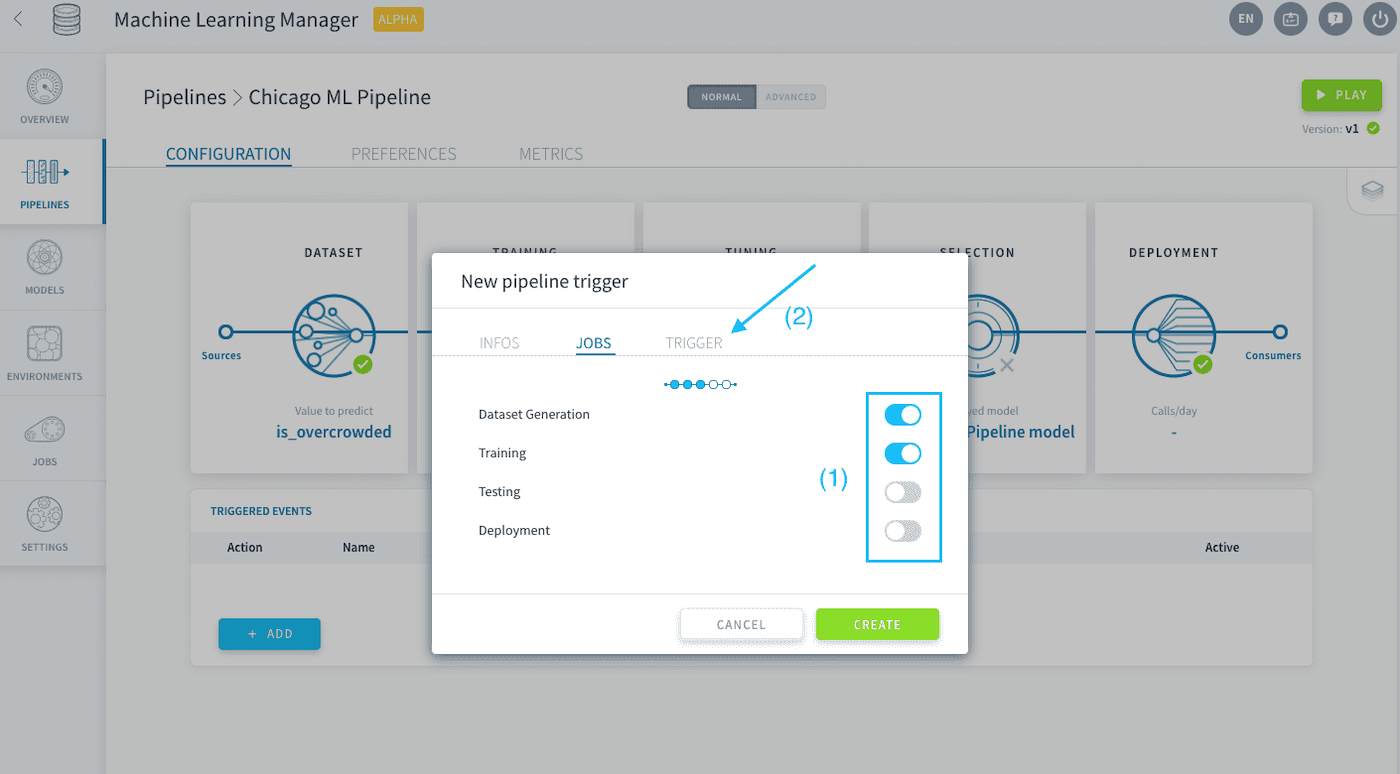 Machine Learning Manager ALPHA
EN
OVERVIEW
PIPELINES
MODELS
ENVIRONMENTS
JOBS
SETTINGS
Pipelines > Chicago ML Pipeline
NORMAL ADVANCED
PLAY
Version: v1
CONFIGURATION PREFERENCES METRICS
DATASET
Sources
Value to predict
is_overcrowded
TRAINING
TUNING
SELECTION
model
Pipeline model
DEPLOYMENT
Consumers
Calls/day
-
New pipeline trigger
(2)
INFOS JOBS TRIGGER
Dataset Generation
Training
Testing
Deployment
(1)
CANCEL CREATE
TRIGGERED EVENTS
Action Name Active
+ ADD